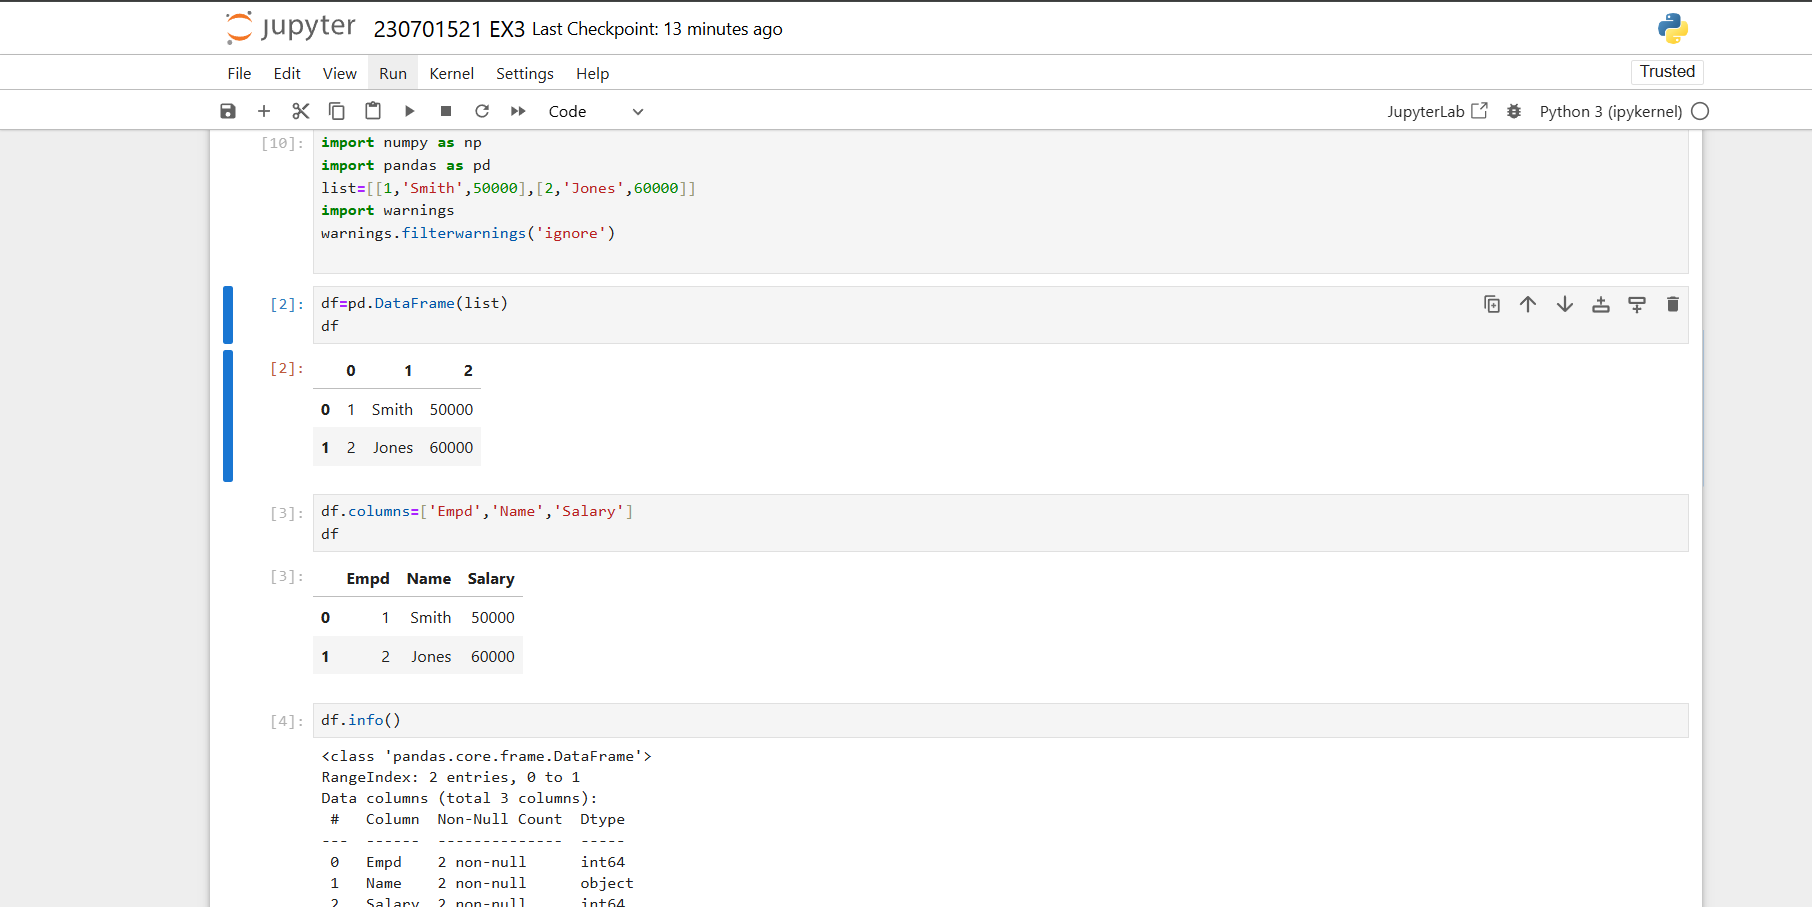 jupyter 230701521 EX3 Last Checkpoint: 13 minutes ago
File Edit View Run Kernel Settings Help Trusted
Code JupyterLab Python 3 (ipykernel)
[10]: import numpy as np
import pandas as pd
list=[[1,'Smith',50000],[2,'Jones',60000]]
import warnings
warnings.filterwarnings('ignore')
[2]: df=pd.DataFrame(list)
df
[2]: 0 1 2
0 1 Smith 50000
1 2 Jones 60000
[3]: df.columns=['Empd','Name','Salary']
df
[3]: Empd Name Salary
0 1 Smith 50000
1 2 Jones 60000
[4]: df.info()
<class 'pandas.core.frame.DataFrame'>
RangeIndex: 2 entries, 0 to 1
Data columns (total 3 columns):
# Column Non-Null Count Dtype
--- ------ -------------- -----
0 Empd 2 non-null int64
1 Name 2 non-null object
2 Salary 2 non-null int64